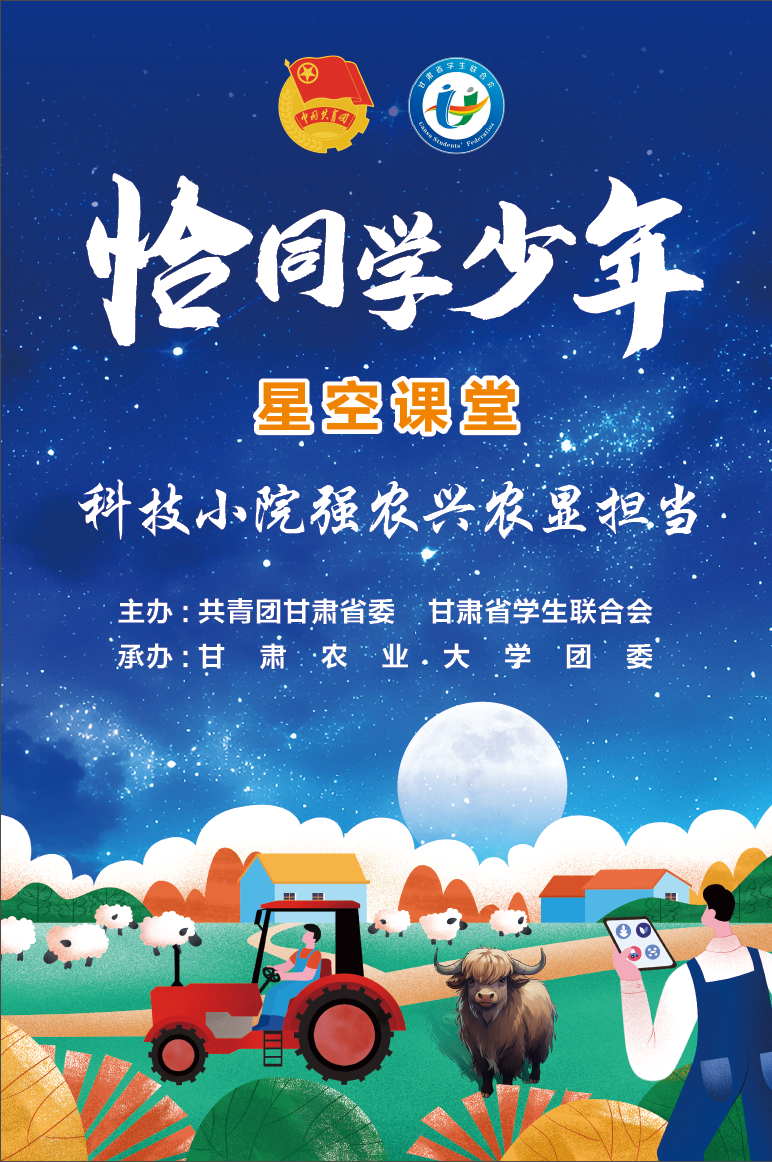 中国共青团
甘肃省学生联合会
Gansu Students' Federation
恰同学少年
星空课堂
科技小院强农兴农显担当
主办：共青团甘肃省委 甘肃省学生联合会
承办：甘肃农业大学团委